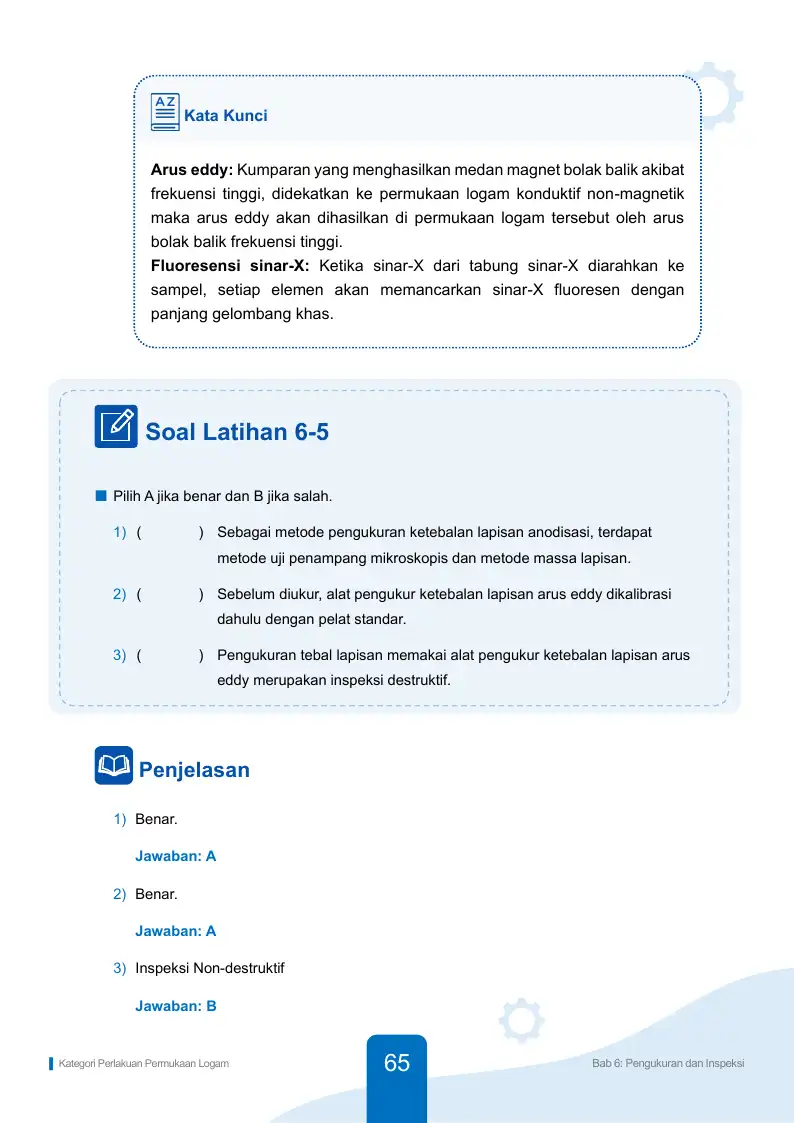 AZ
Kata Kunci
Arus eddy: Kumparan yang menghasilkan medan magnet bolak balik akibat
frekuensi tinggi, didekatkan ke permukaan logam konduktif non-magnetik
maka arus eddy akan dihasilkan di permukaan logam tersebut oleh arus
bolak balik frekuensi tinggi.
Fluoresensi sinar-X: Ketika sinar-X dari tabung sinar-X diarahkan ke
sampel, setiap elemen akan memancarkan sinar-X fluoresen dengan
panjang gelombang khas.
Soal Latihan 6-5
■ Pilih A jika benar dan B jika salah.
1) ( ) Sebagai metode pengukuran ketebalan lapisan anodisasi, terdapat
metode uji penampang mikroskopis dan metode massa lapisan.
2) ( ) Sebelum diukur, alat pengukur ketebalan lapisan arus eddy dikalibrasi
dahulu dengan pelat standar.
3) ( ) Pengukuran tebal lapisan memakai alat pengukur ketebalan lapisan arus
eddy merupakan inspeksi destruktif.
Penjelasan
1) Benar.
Jawaban: A
2) Benar.
Jawaban: A
3) Inspeksi Non-destruktif
Jawaban: B
Kategori Perlakuan Permukaan Logam
65
Bab 6: Pengukuran dan Inspeksi